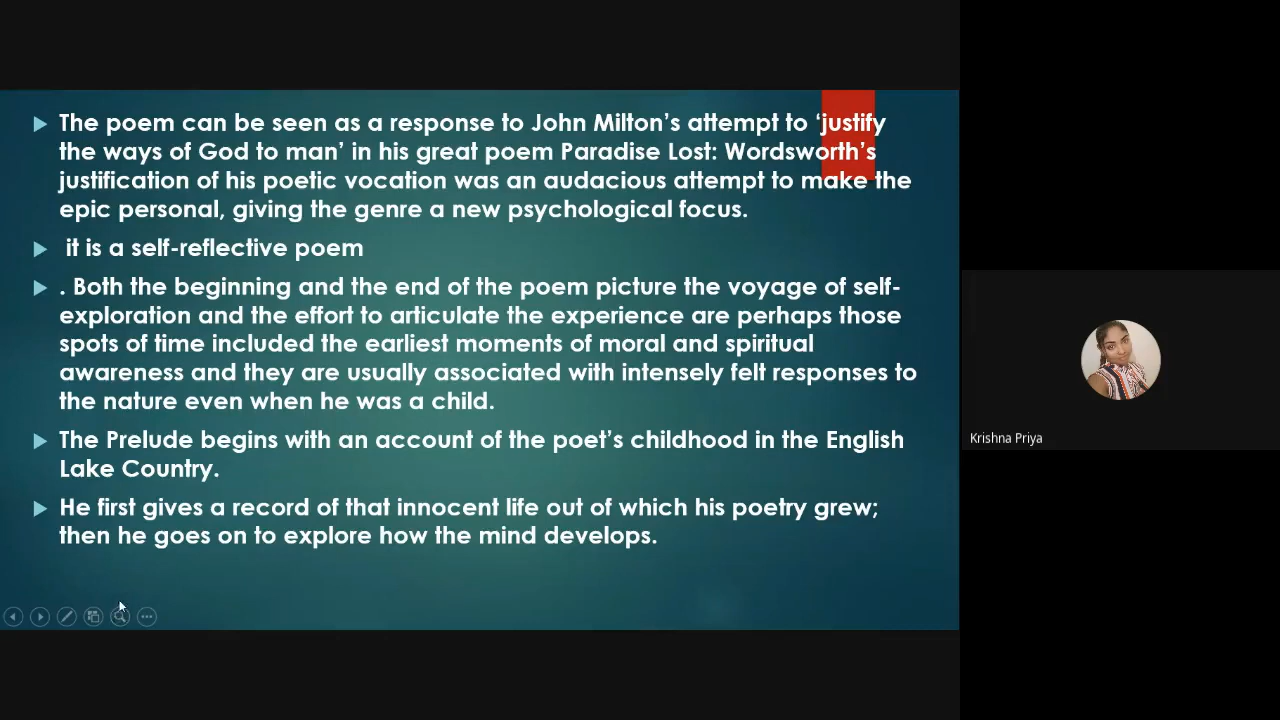 The poem can be seen as a response to John Milton’s attempt to ‘justify
the ways of God to man’ in his great poem Paradise Lost: Wordsworth’s
justification of his poetic vocation was an audacious attempt to make the
epic personal, giving the genre a new psychological focus.
it is a self-reflective poem
. Both the beginning and the end of the poem picture the voyage of self-
exploration and the effort to articulate the experience are perhaps those
spots of time included the earliest moments of moral and spiritual
awareness and they are usually associated with intensely felt responses to
the nature even when he was a child.
The Prelude begins with an account of the poet’s childhood in the English
Lake Country.
He first gives a record of that innocent life out of which his poetry grew;
then he goes on to explore how the mind develops.
Krishna Priya